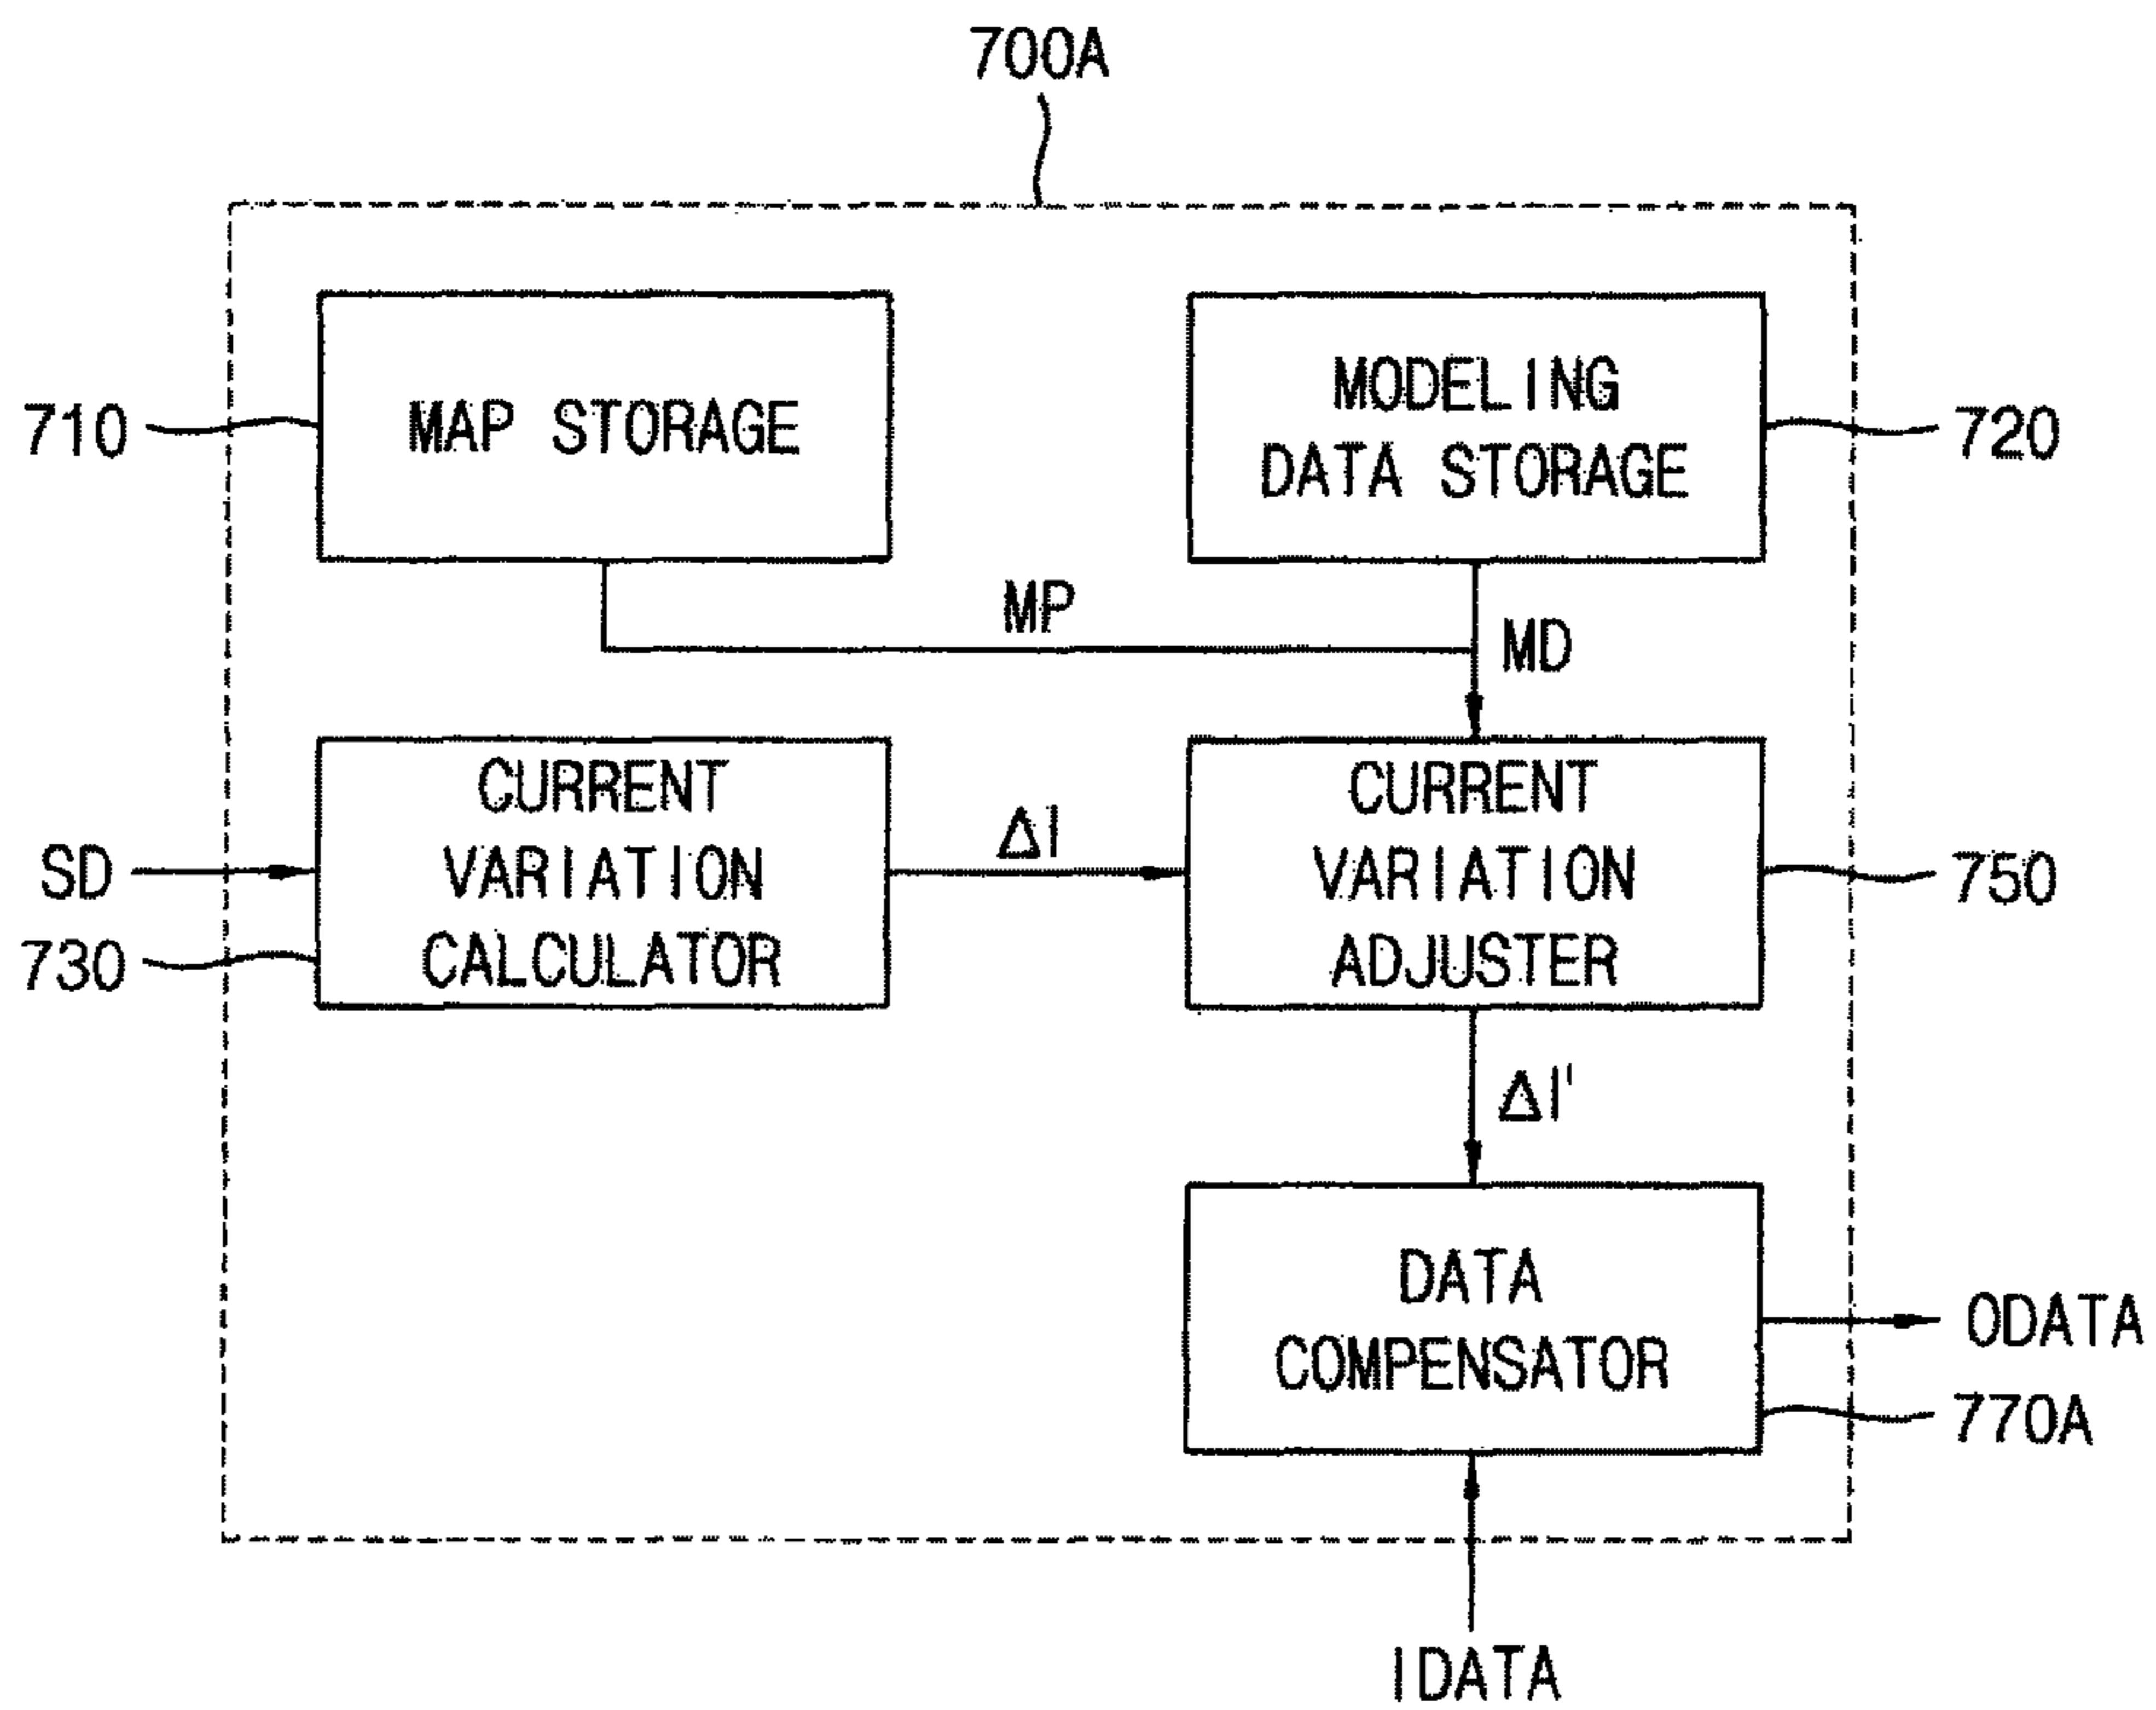 700A
710
MAP STORAGE
MODELING
DATA STORAGE
720
MP
MD
SD
730
CURRENT
VARIATION
CALCULATOR
ΔI
CURRENT
VARIATION
ADJUSTER
750
ΔI'
DATA
COMPENSATOR
ODATA
770A
IDATA